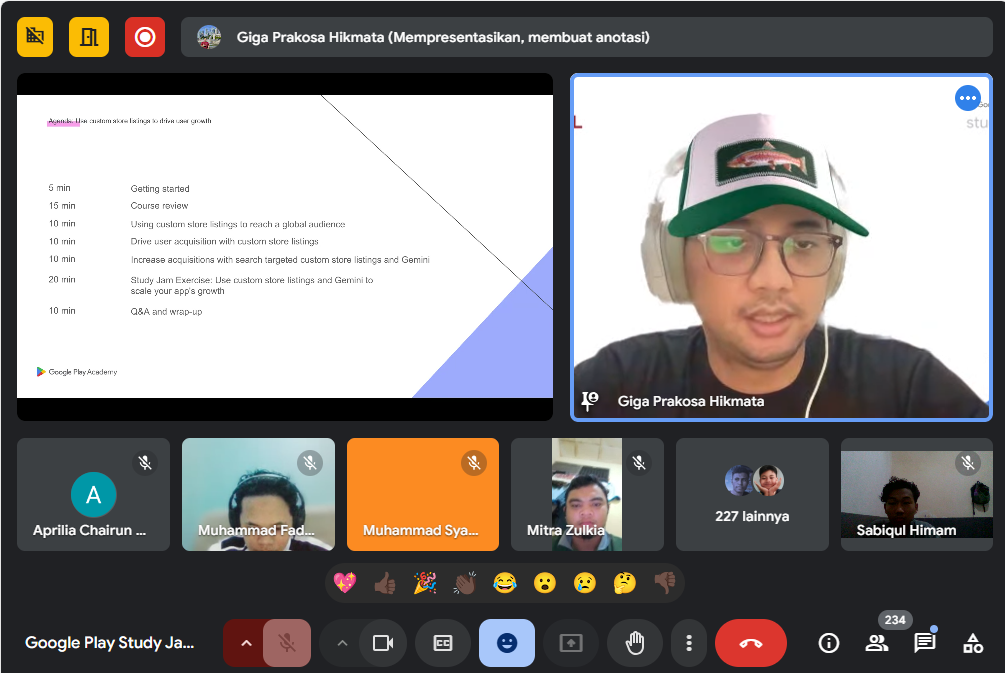 Giga Prakosa Hikmata (Mempresentasikan, membuat anotasi)
Agenda: Use custom store listings to drive user growth
5 min Getting started
15 min Course review
10 min Using custom store listings to reach a global audience
10 min Drive user acquisition with custom store listings
10 min Increase acquisitions with search targeted custom store listings and Gemini
20 min Study Jam Exercise: Use custom store listings and Gemini to
scale your app's growth
10 min Q&A and wrap-up
Google Play Academy
L
stu
Giga Prakosa Hikmata
A
Aprilia Chairun ...
Muhammad Fad...
Muhammad Sya...
Mitra Zulkia
227 lainnya
Sabiqul Himam
Google Play Study Ja...
CC
234